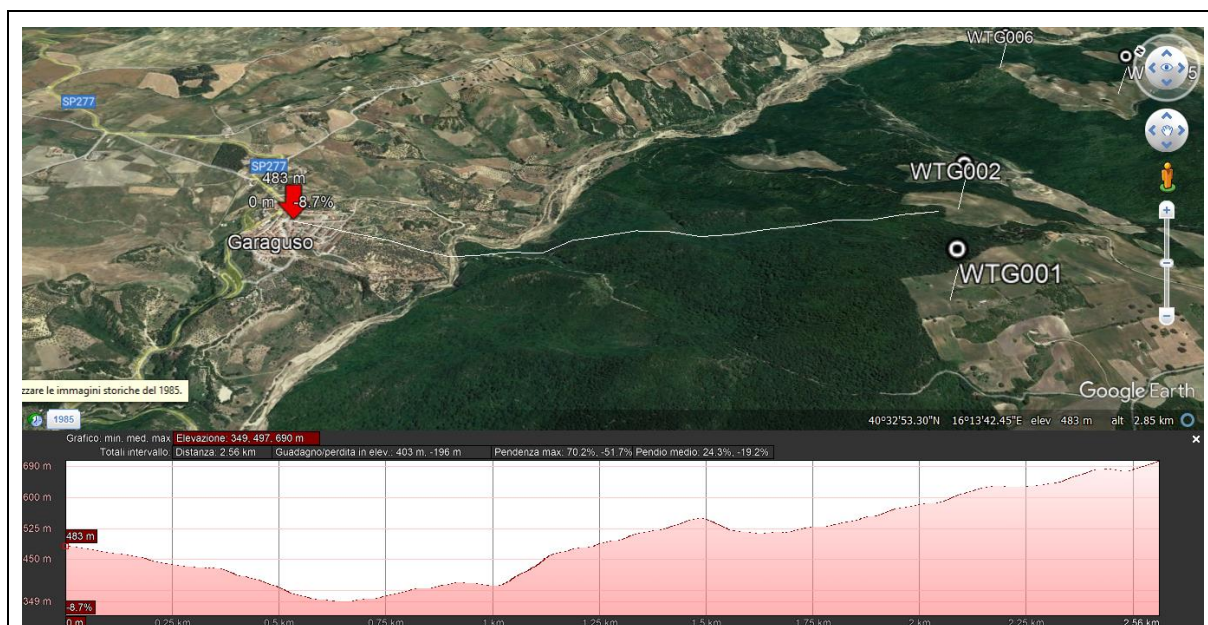 WTG006
W 5
SP277
SP277
483 m
0 m -8.7%
WTG002
Garaguso
WTG001
zzare le immagini storiche del 1985.
Google Earth
1985
40°32'53.30"N 16°13'42.45"E elev 483 m alt 2.85 km
Grafico: min. med. max Elevazione: 349, 497, 690 m
Totali intervallo: Distanza: 2.56 km Guadagno/perdita in elev.: 403 m, -196 m Pendenza max: 70.2%, -51.7% Pendio medio: 24.3%, -19.2%
690 m
600 m
525 m
483 m
450 m
349 m
-8.7%
0 m 0.25 km 0.5 km 0.75 km 1 km 1.25 km 1.5 km 1.75 km 2 km 2.25 km 2.56 km